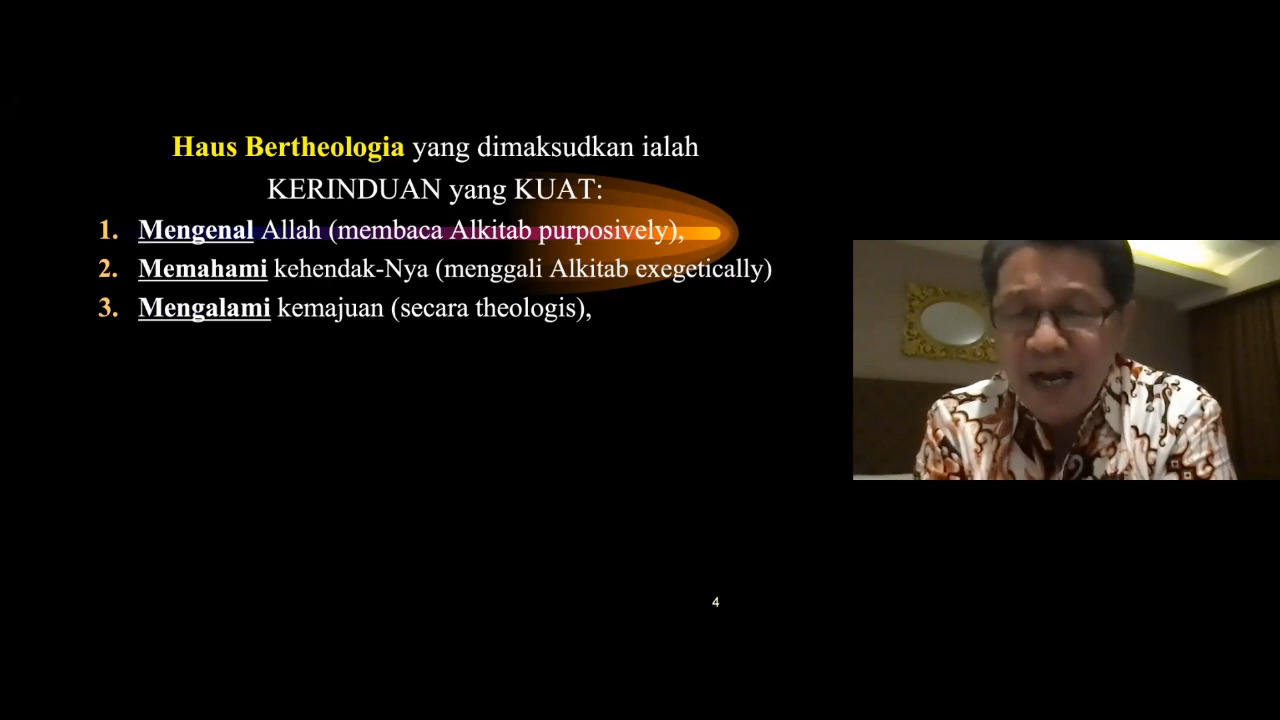 Haus Bertheologia yang dimaksudkan ialah
KERINDUAN yang KUAT:
1. Mengenal Allah (membaca Alkitab purposively),
2. Memahami kehendak-Nya (menggali Alkitab exegetically)
3. Mengalami kemajuan (secara theologis),
4